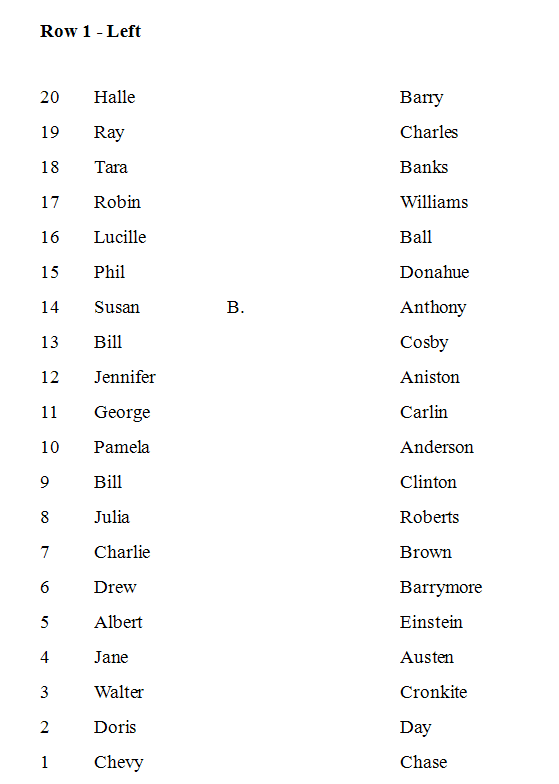 Row 1 - Left
20 Halle Barry
19 Ray Charles
18 Tara Banks
17 Robin Williams
16 Lucille Ball
15 Phil Donahue
14 Susan B. Anthony
13 Bill Cosby
12 Jennifer Aniston
11 George Carlin
10 Pamela Anderson
9 Bill Clinton
8 Julia Roberts
7 Charlie Brown
6 Drew Barrymore
5 Albert Einstein
4 Jane Austen
3 Walter Cronkite
2 Doris Day
1 Chevy Chase